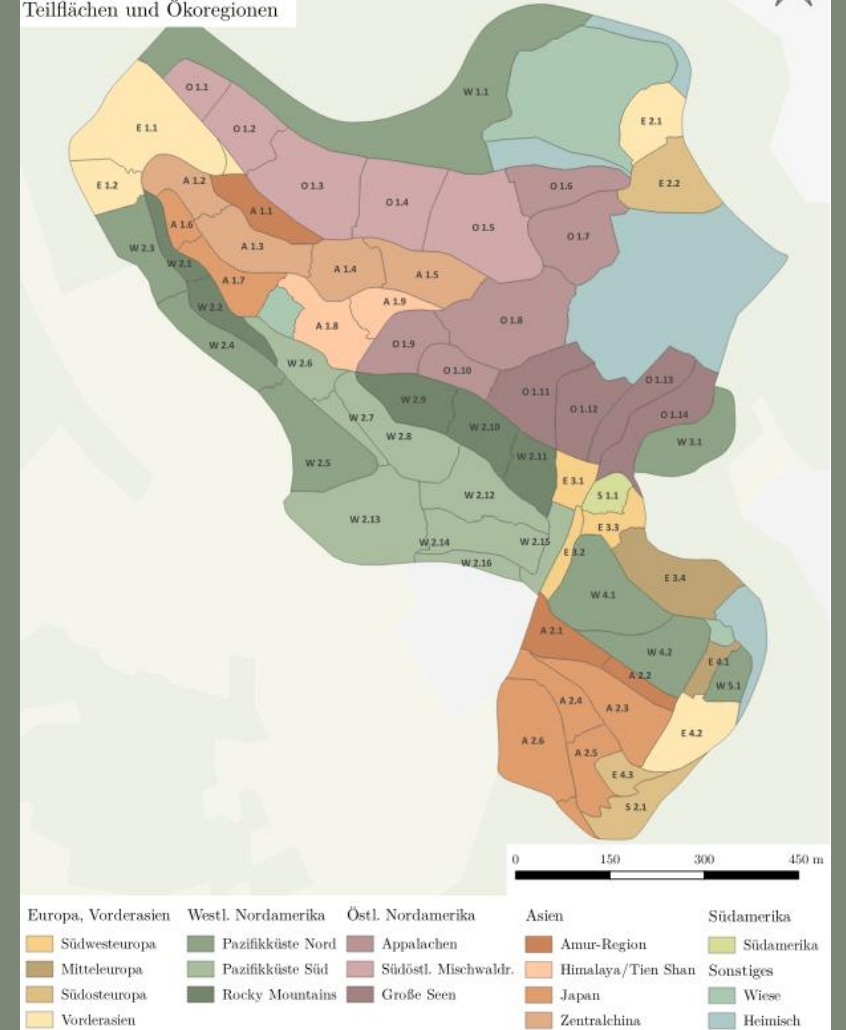 Teilflächen und Ökoregionen
W 1.1
O 1.1
E 2.1
E 1.1
O 1.2
A 1.2
E 1.2
O 1.3
O 1.6
E 2.2
O 1.4
A 1.1
A 1.6
O 1.5
O 1.7
W 2.3
A 1.3
W 2.1
A 1.4
A 1.5
A 1.7
W 2.2
A 1.9
O 1.8
A 1.8
W 2.4
O 1.9
W 2.6
O 1.10
O 1.13
O 1.11
W 2.9
O 1.12
O 1.14
W 2.7
W 2.10
W 2.8
W 3.1
W 2.11
W 2.5
E 3.1
W 2.12
S 1.1
W 2.13
E 3.3
W 2.14
W 2.15
E 3.2
W 2.16
E 3.4
W 4.1
A 2.1
W 4.2
E 4.1
A 2.2
W 5.1
A 2.4
A 2.3
E 4.2
A 2.6
A 2.5
E 4.3
S 2.1
0 150 300 450 m
Europa, Vorderasien
Südwesteuropa
Mitteleuropa
Südosteuropa
Vorderasien
Westl. Nordamerika
Pazifikküste Nord
Pazifikküste Süd
Rocky Mountains
Östl. Nordamerika
Appalachen
Südöstl. Mischwaldr.
Große Seen
Asien
Amur-Region
Himalaya/Tien Shan
Japan
Zentralchina
Südamerika
Südamerika
Sonstiges
Wiese
Heimisch